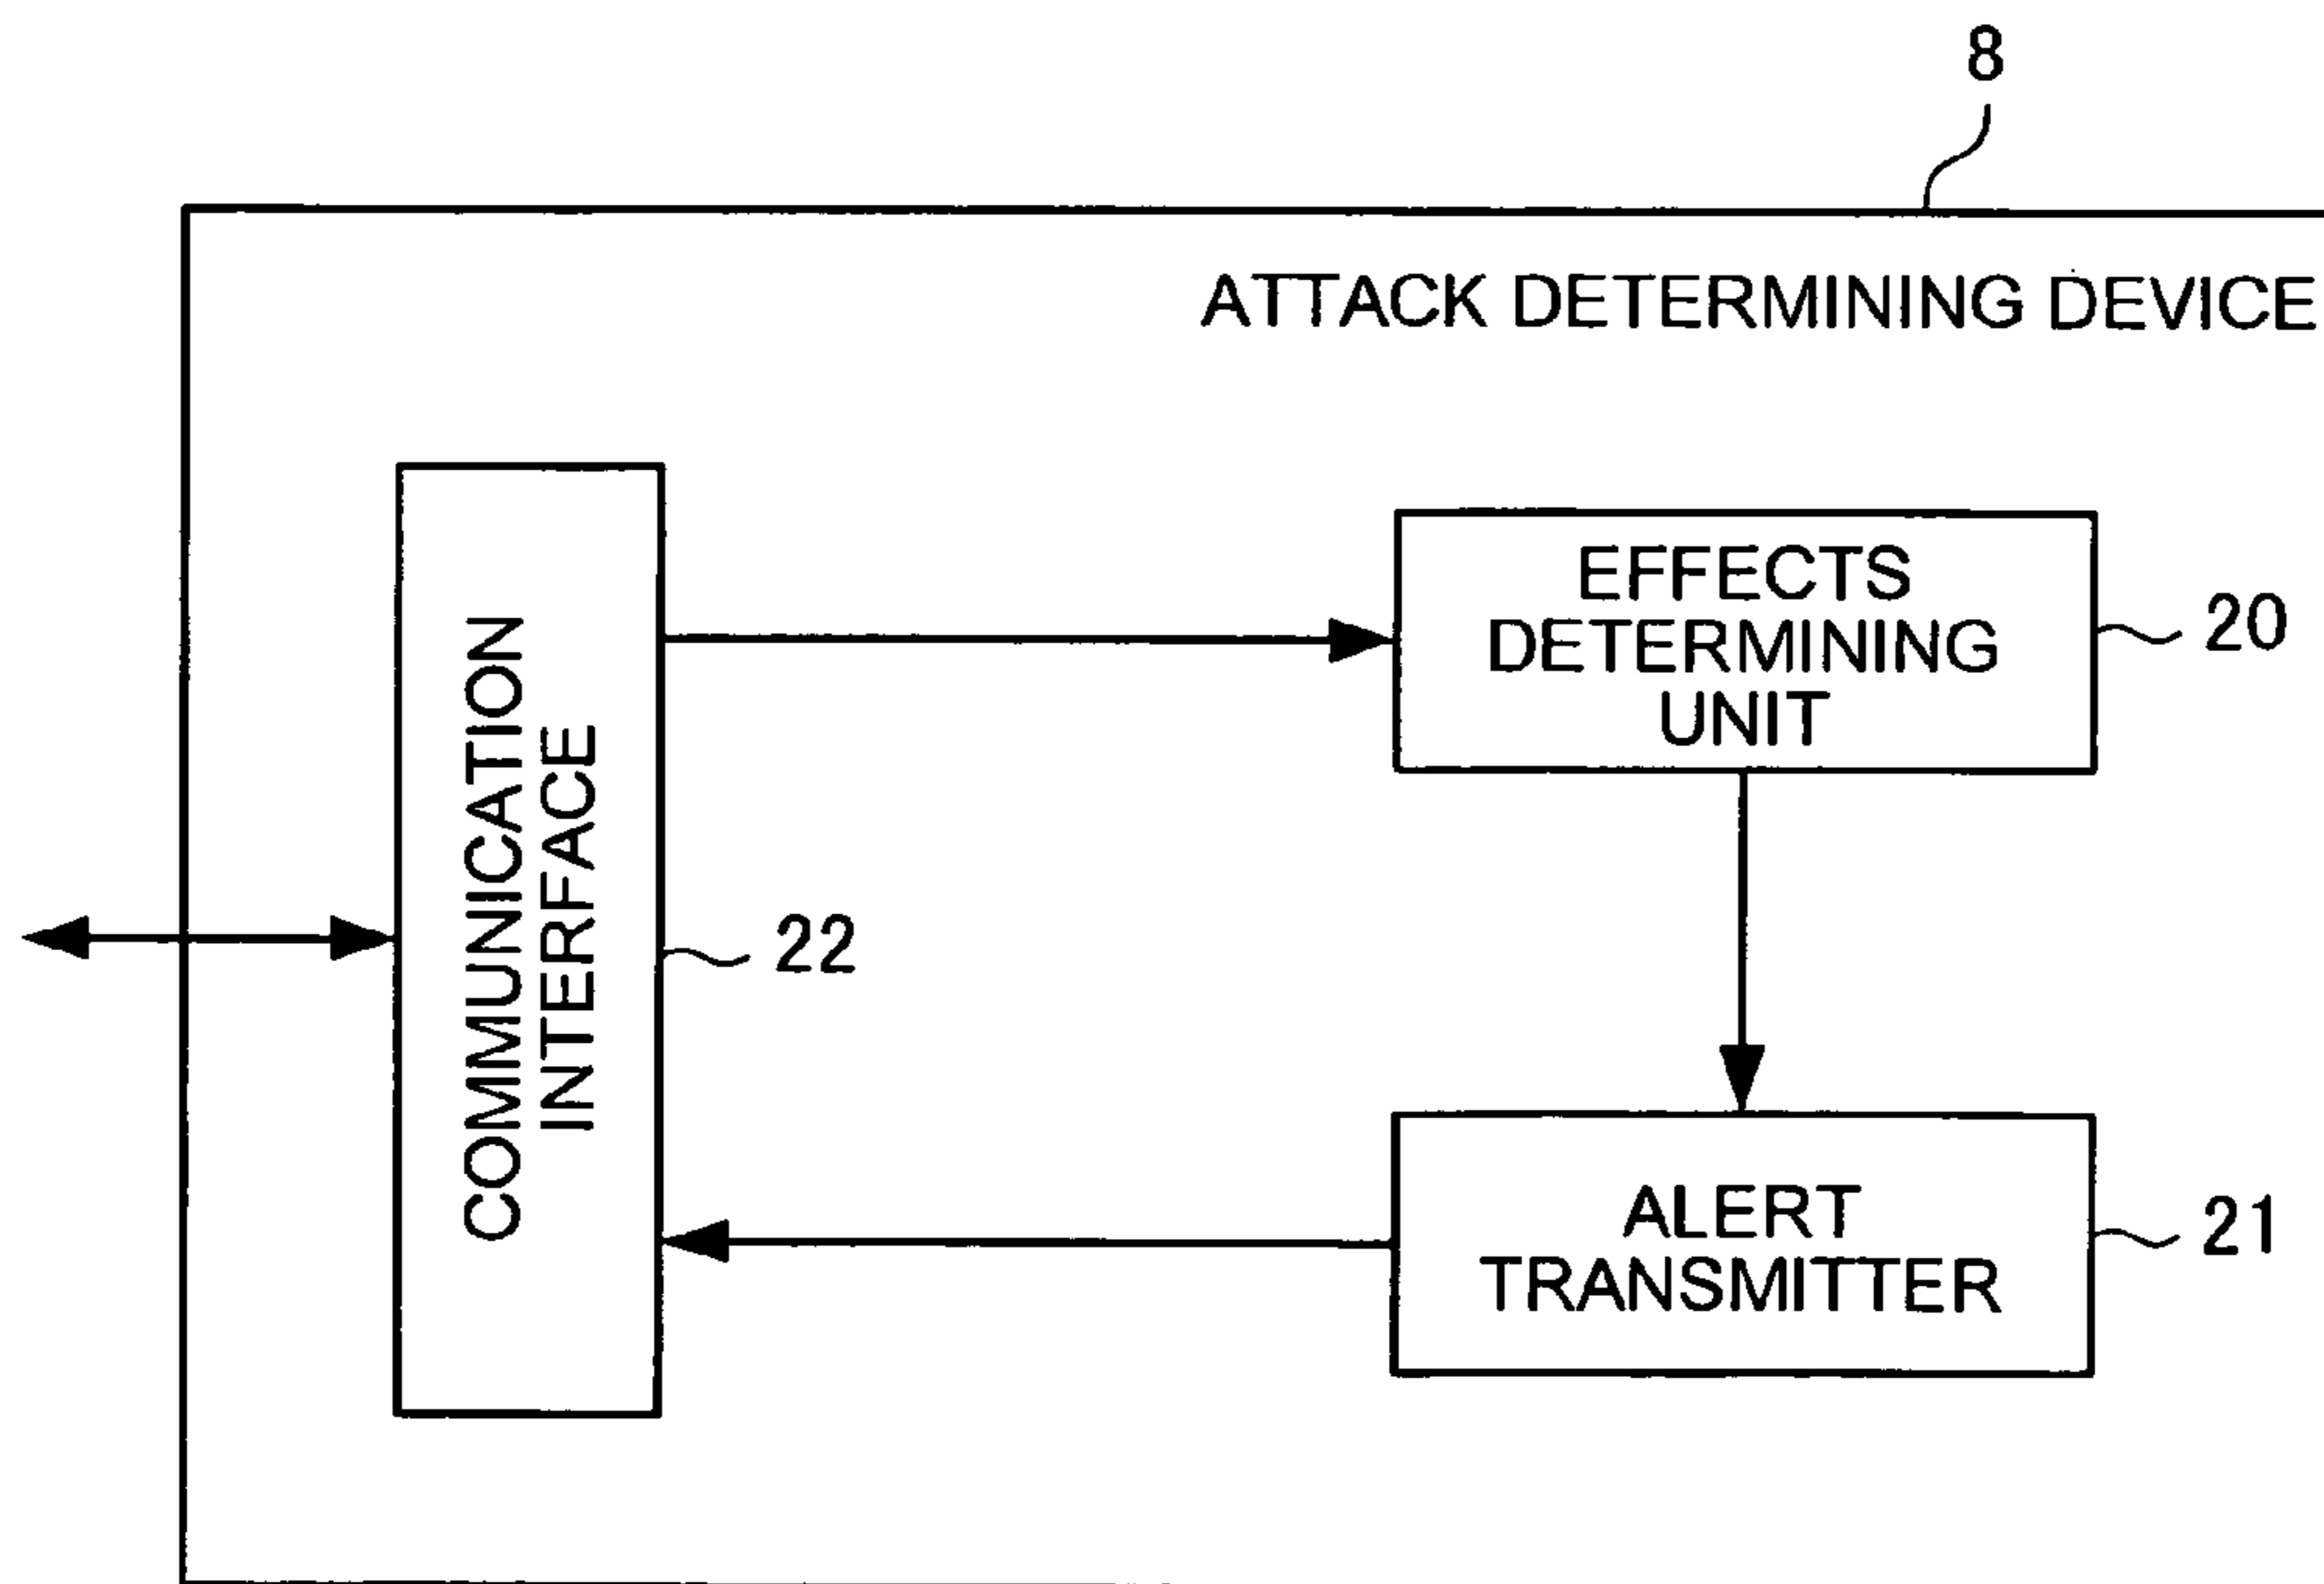 8
ATTACK DETERMINING DEVICE
EFFECTS
DETERMINING
UNIT
20
COMMUNICATION
INTERFACE
22
ALERT
TRANSMITTER
21